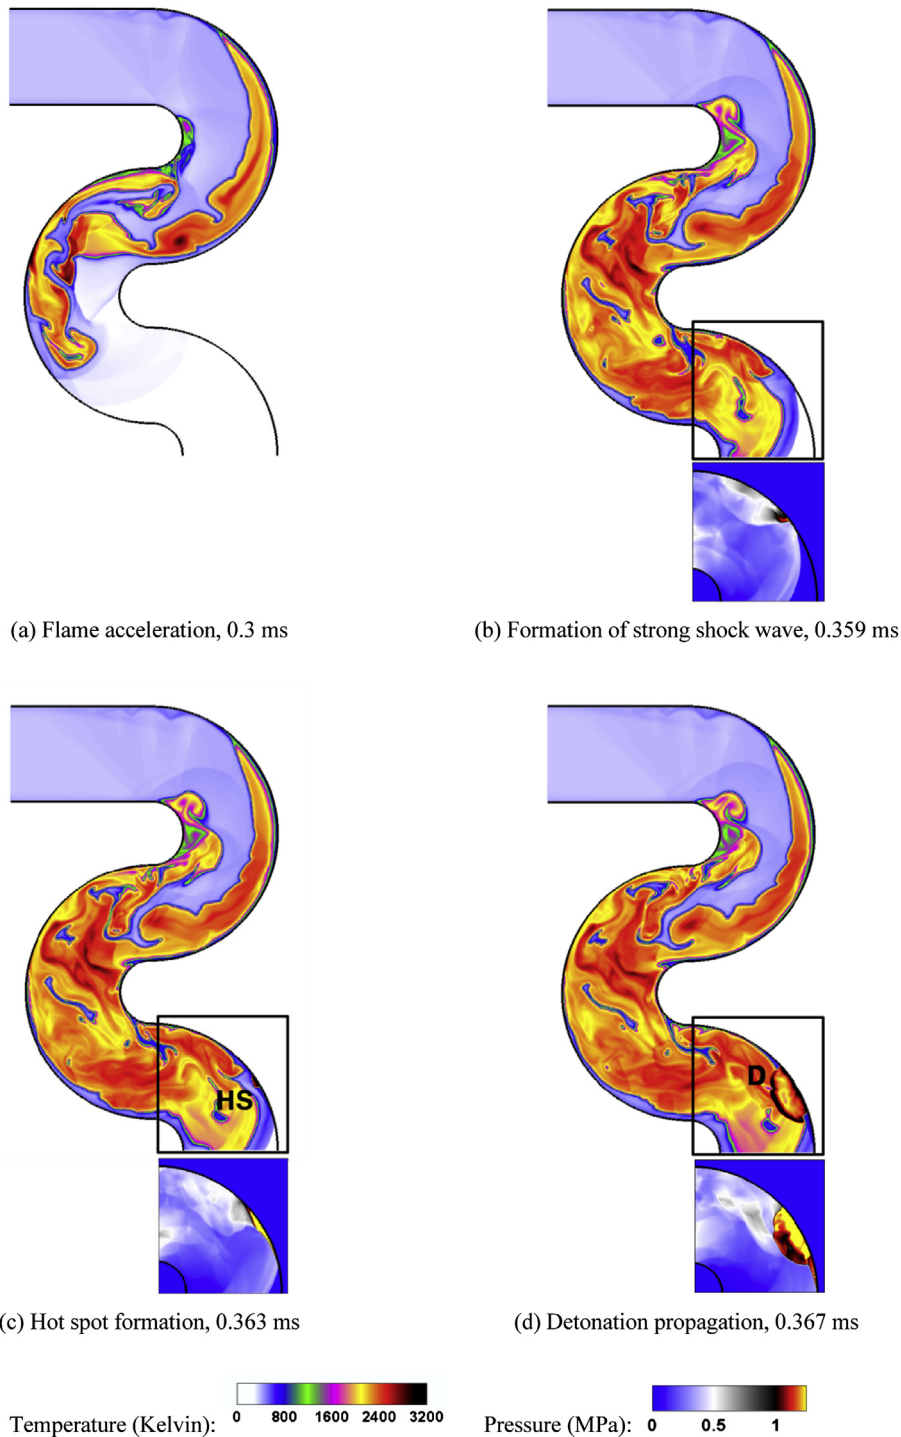 (a) Flame acceleration, 0.3 ms
(b) Formation of strong shock wave, 0.359 ms
HS
D
(c) Hot spot formation, 0.363 ms
(d) Detonation propagation, 0.367 ms
Temperature (Kelvin): 0 800 1600 2400 3200
Pressure (MPa): 0 0.5 1